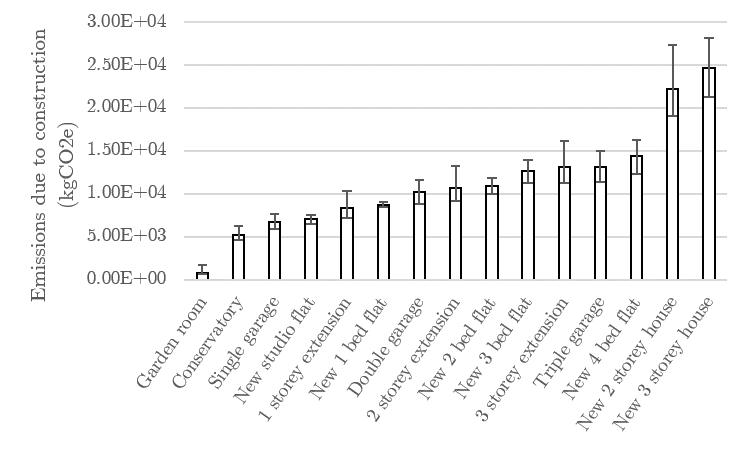 Emissions due to construction
(kgCO2e)
3.00E+04
2.50E+04
2.00E+04
1.50E+04
1.00E+04
5.00E+03
0.00E+00
Garden room
Conservatory
Single garage
New studio flat
1 storey extension
New 1 bed flat
Double garage
2 storey extension
New 2 bed flat
New 3 bed flat
3 storey extension
Triple garage
New 4 bed flat
New 2 storey house
New 3 storey house